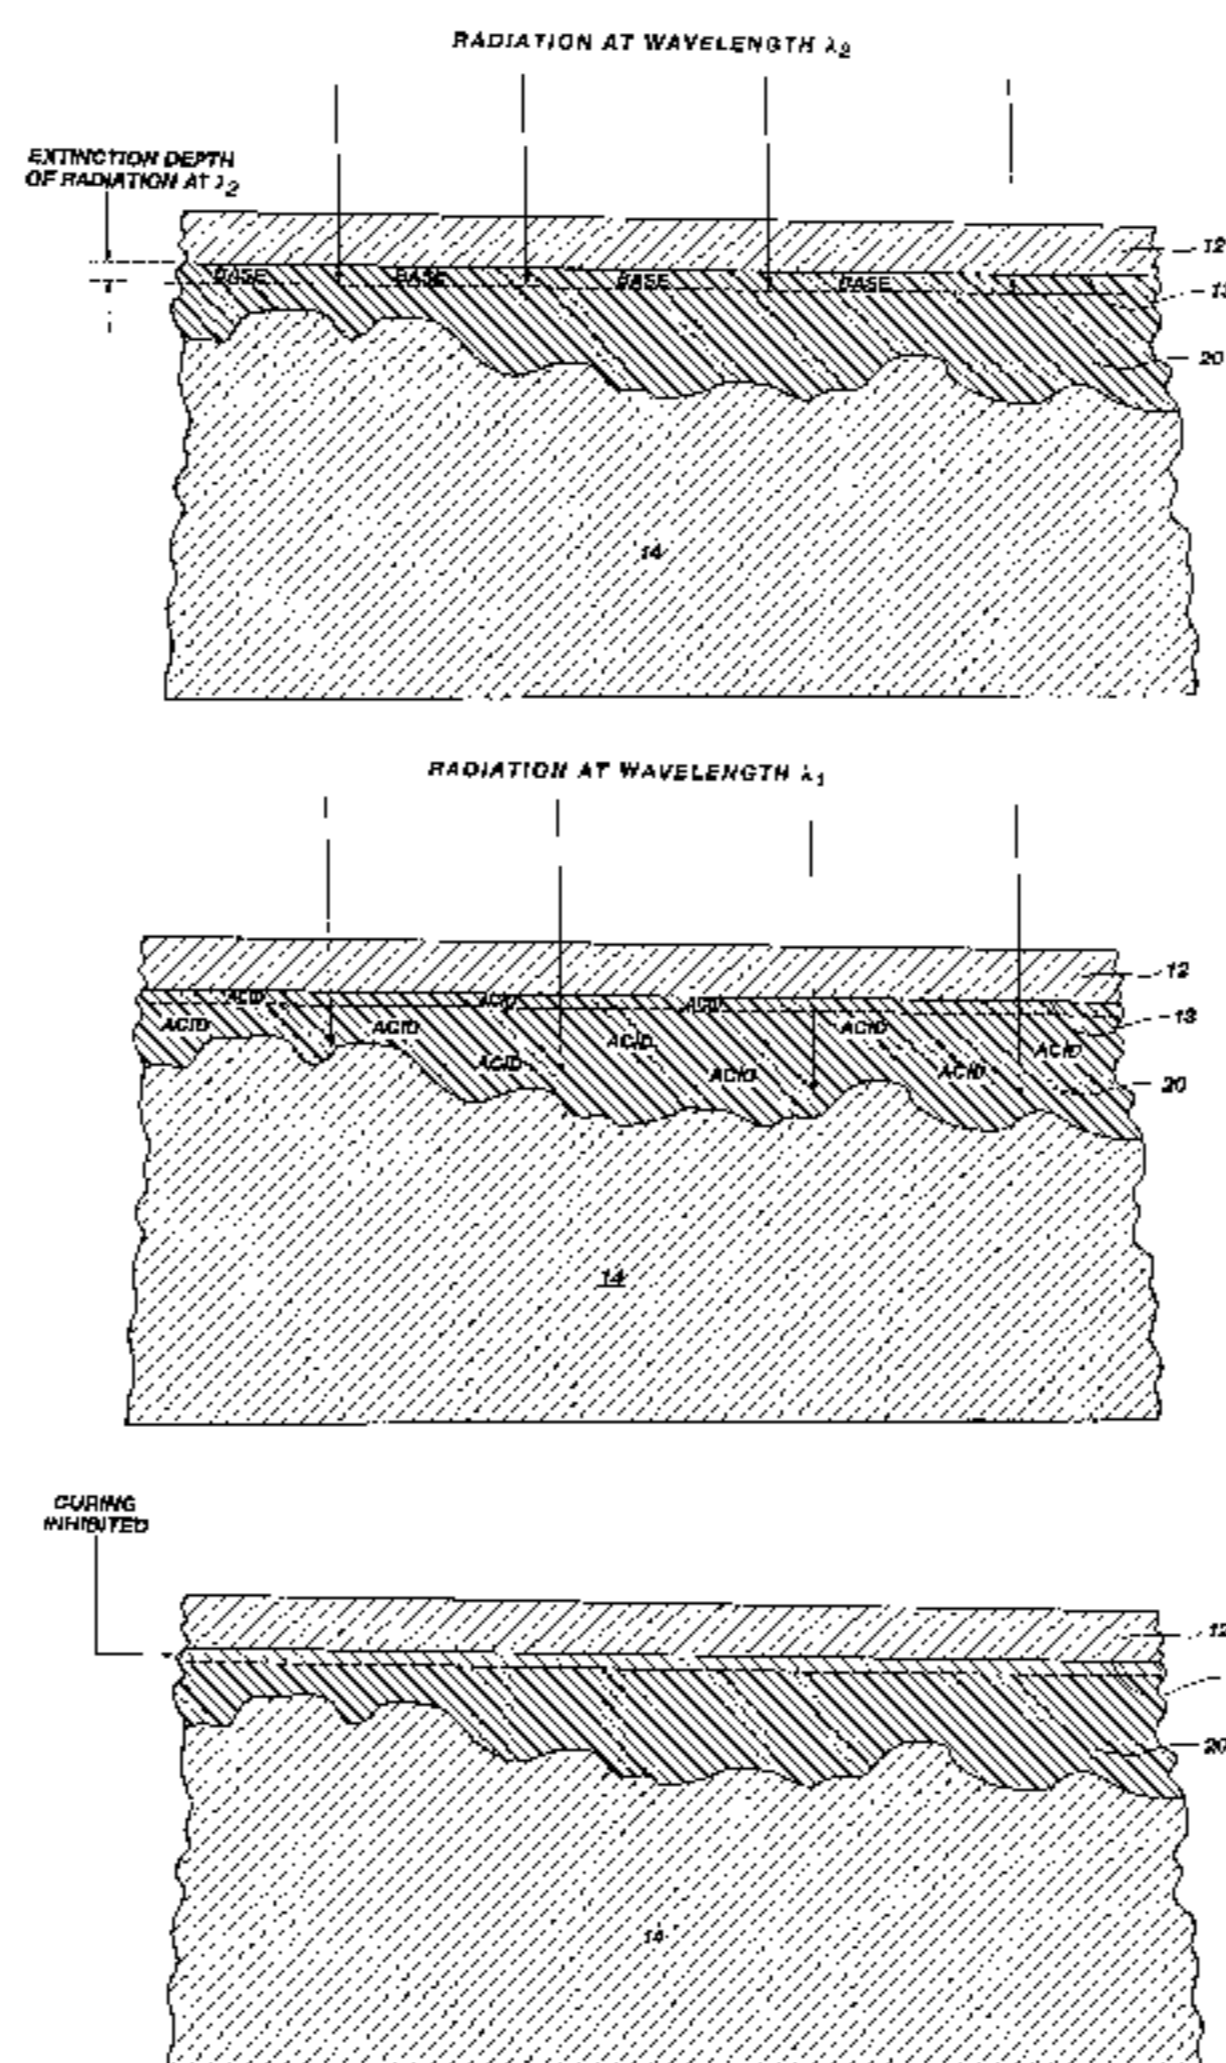 RADIATION AT WAVELENGTH λ2
EXTINCTION DEPTH
OF RADIATION AT λ2
12
BASE BASE BASE BASE
20
14
RADIATION AT WAVELENGTH λ1
12
ACID ACID ACID
13
ACID ACID ACID ACID ACID
ACID ACID ACID
20
14
CURING
INHIBITED
12
20
14